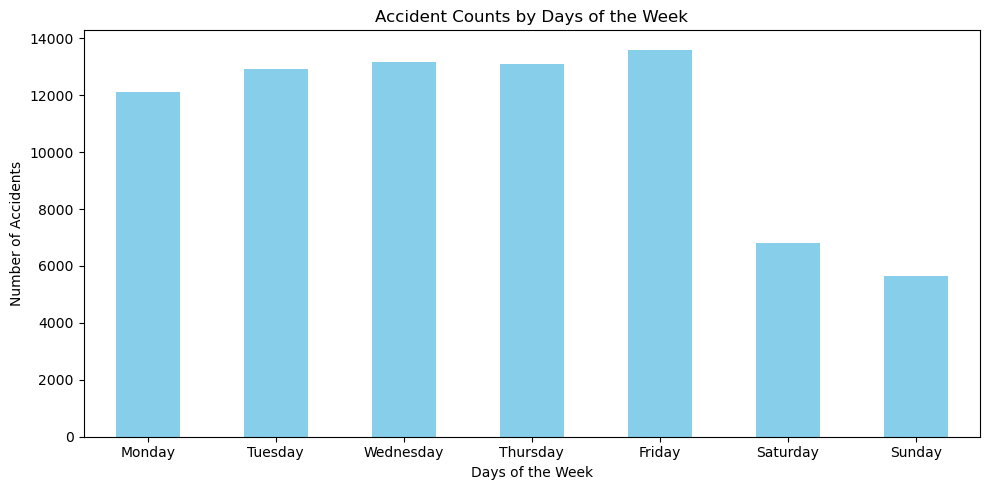 Accident Counts by Days of the Week
14000
12000
10000
8000
6000
4000
2000
0
Number of Accidents
Monday Tuesday Wednesday Thursday Friday Saturday Sunday
Days of the Week